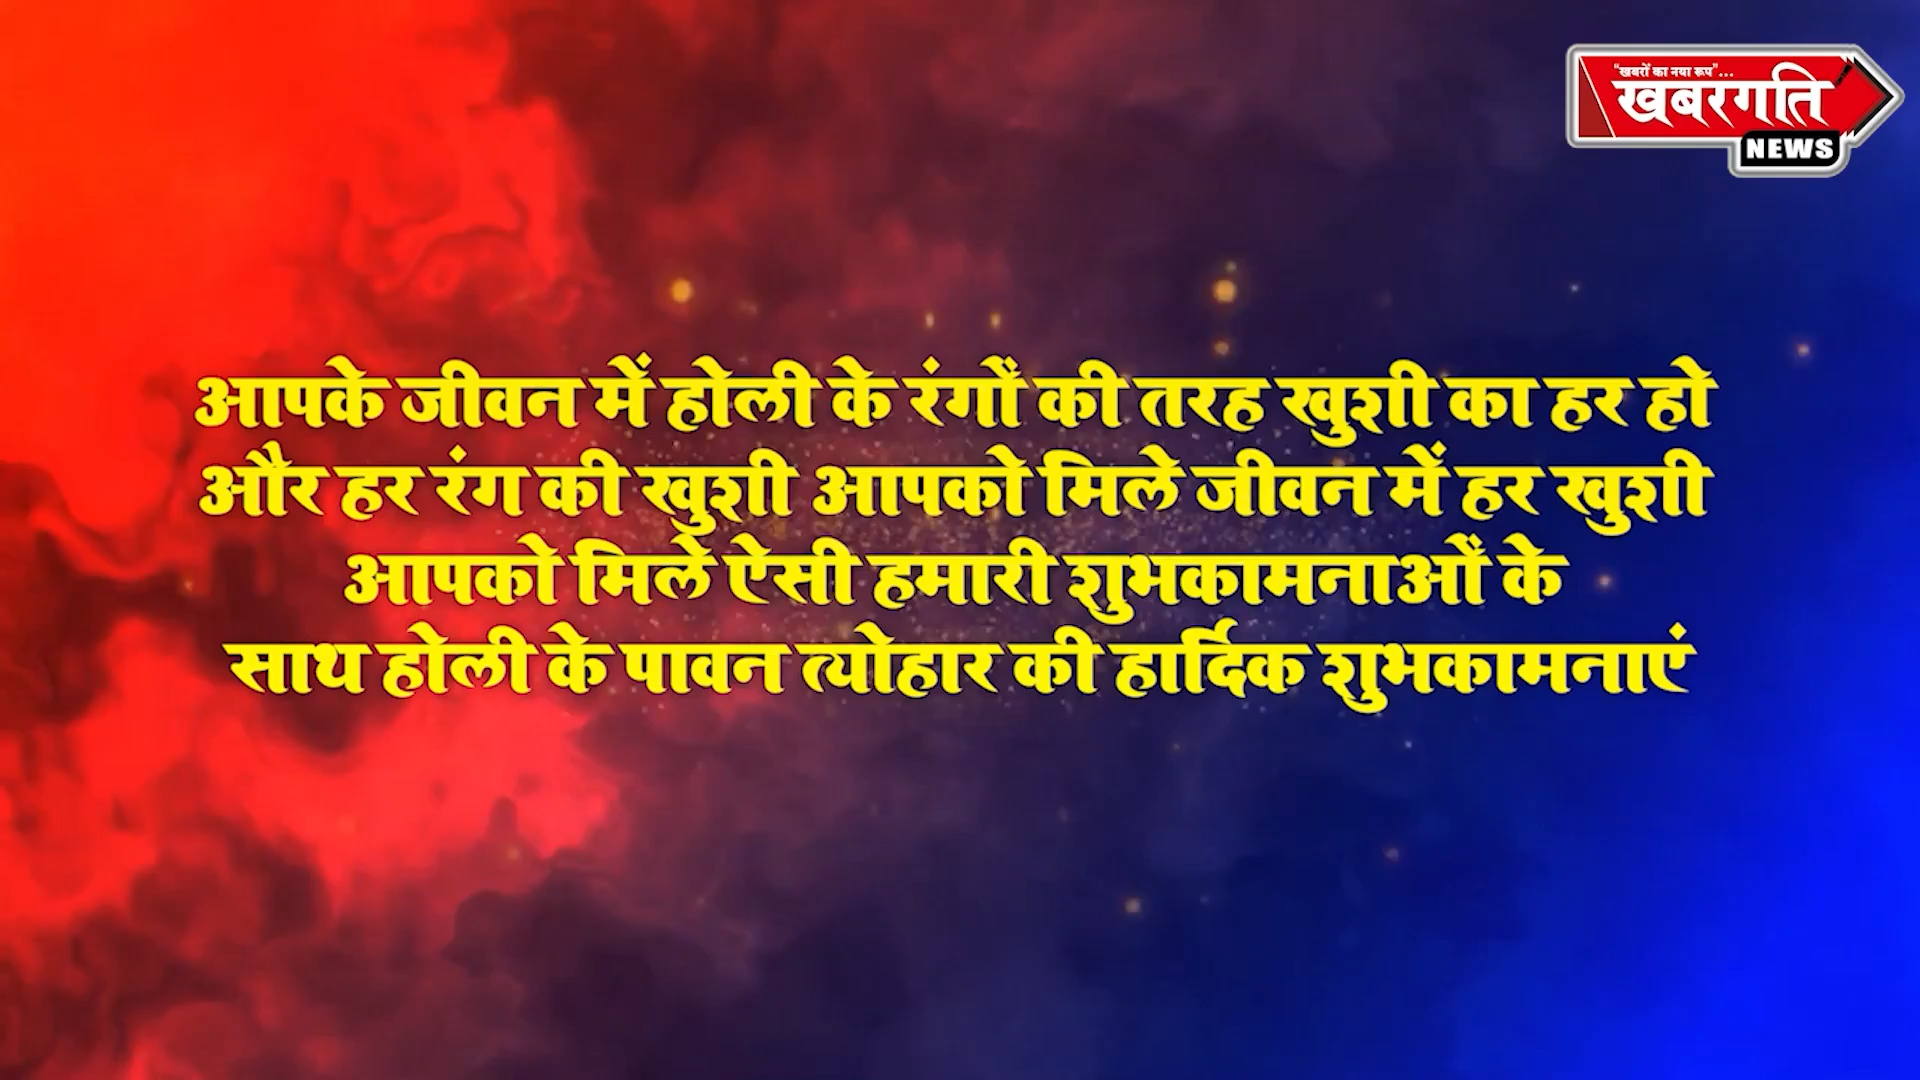 “खबरों का नया रूप”...
खबरगति
NEWS
आपके जीवन में होली के रंगों की तरह खुशी का हर हो
और हर रंग की खुशी आपको मिले जीवन में हर खुशी
आपको मिले ऐसी हमारी शुभकामनाओं के
साथ होली के पावन त्योहार की हार्दिक शुभकामनाएं